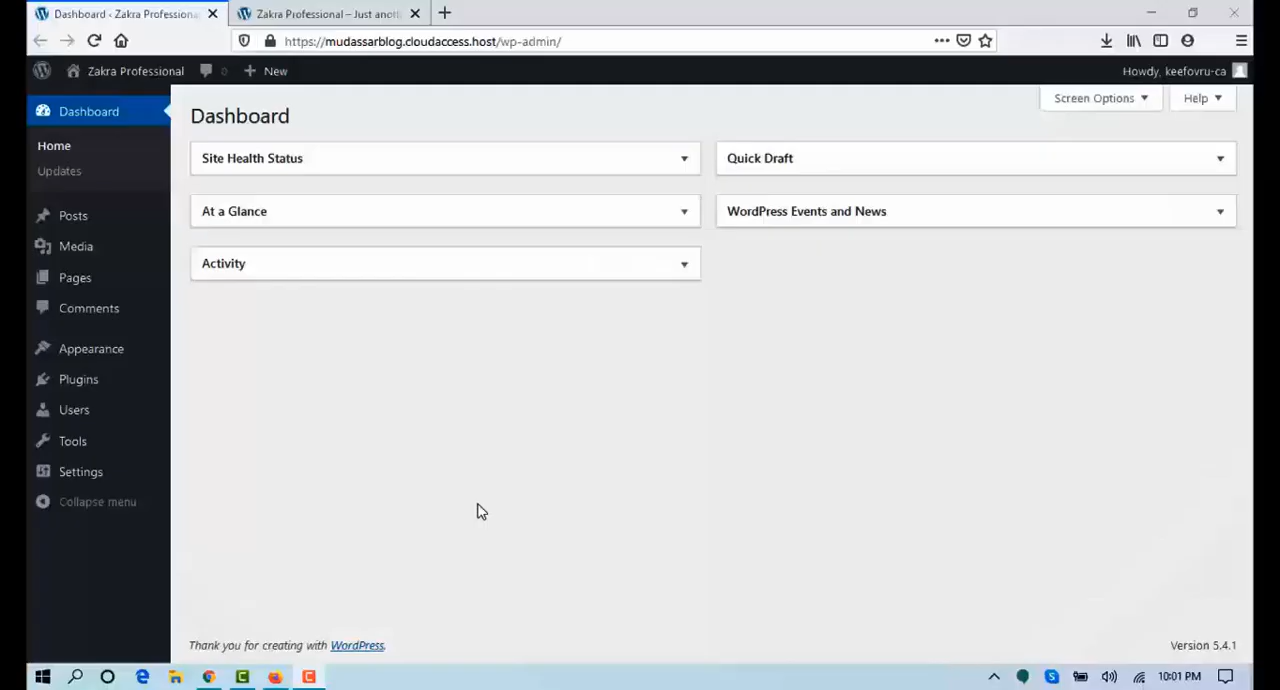 Dashboard ‹ Zakra Professiona
Zakra Professional – Just anoth
https://mudassarblog.cloudaccess.host/wp-admin/
Zakra Professional
0
New
Howdy, keefovru-ca
Dashboard
Home
Updates
Posts
Media
Pages
Comments
Appearance
Plugins
Users
Tools
Settings
Collapse menu
Screen Options
Help
Dashboard
Site Health Status
Quick Draft
At a Glance
WordPress Events and News
Activity
Thank you for creating with WordPress.
Version 5.4.1
10:01 PM